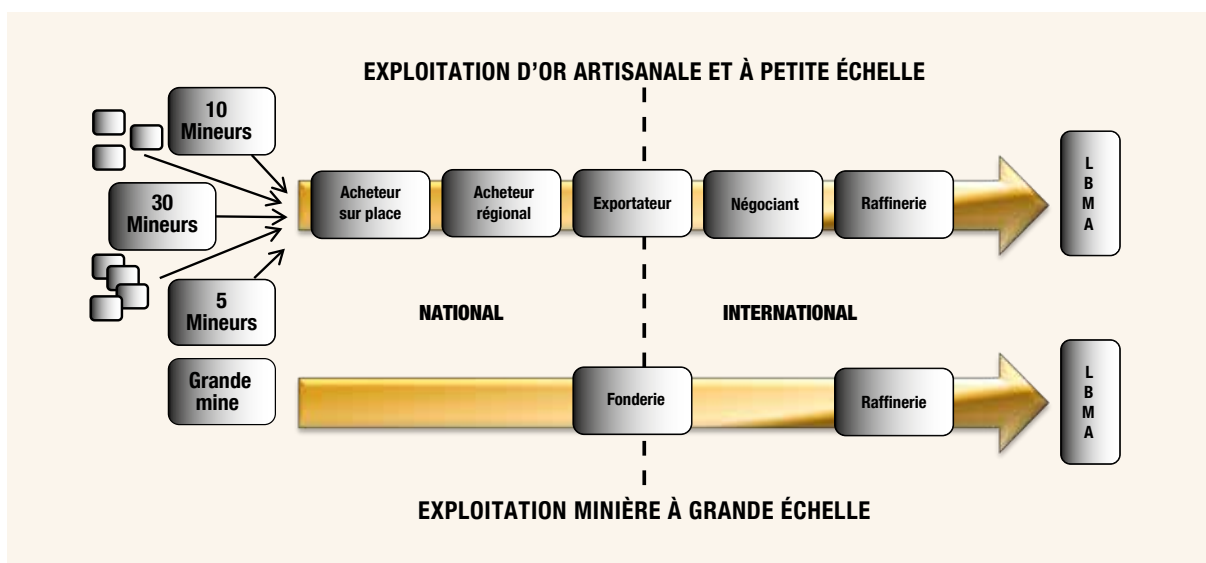 EXPLOITATION D'OR ARTISANALE ET À PETITE ÉCHELLE
10
Mineurs
30
Mineurs
5
Mineurs
Acheteur
sur place
Acheteur
régional
Exportateur
Négociant
Raffinerie
L
B
M
A
NATIONAL
INTERNATIONAL
Grande
mine
Fonderie
Raffinerie
L
B
M
A
EXPLOITATION MINIÈRE À GRANDE ÉCHELLE